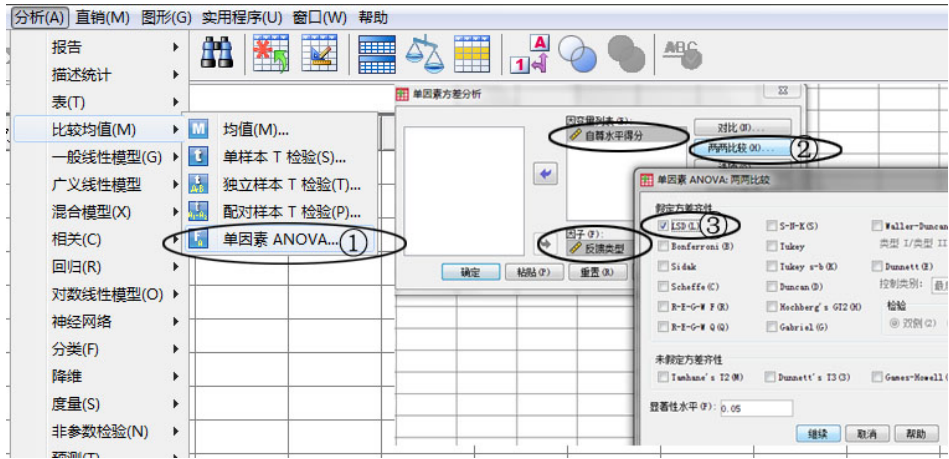 分析(A) 直销(M) 图形(G) 实用程序(U) 窗口(W) 帮助
报告
描述统计
表(T)
比较均值(M)
一般线性模型(G)
广义线性模型
混合模型(X)
相关(C)
回归(R)
对数线性模型(O)
神经网络
分类(F)
降维
度量(S)
非参数检验(N)
预测(T)
A
1 4
ABC
M 均值(M)...
t 单样本 T 检验(S)...
独立样本 T 检验(T)...
配对样本 T 检验(P)...
单因素 ANOVA... ①
单因素方差分析
因变量列表(E):
自尊水平得分
对比(N)...
两两比较(H)... ②
因子(F):
反馈类型
确定 粘贴(P) 重置(R)
单因素 ANOVA: 两两比较
假定方差齐性
LSD(L) ③ S-N-K(S) Waller-Duncan
Bonferroni(B) Tukey 类型 I/类型 II
Sidak Tukey s-b(K) Dunnett(E)
Scheffe(C) Duncan(D) 控制类别:
R-E-G-W F(R) Hochberg's GT2(H) 检验
R-E-G-W Q(Q) Gabriel(G) 双侧(2)
未假定方差齐性
Tamhane's T2(M) Dunnett's T3(3) Games-Howell
显著性水平(F): 0.05
继续 取消 帮助